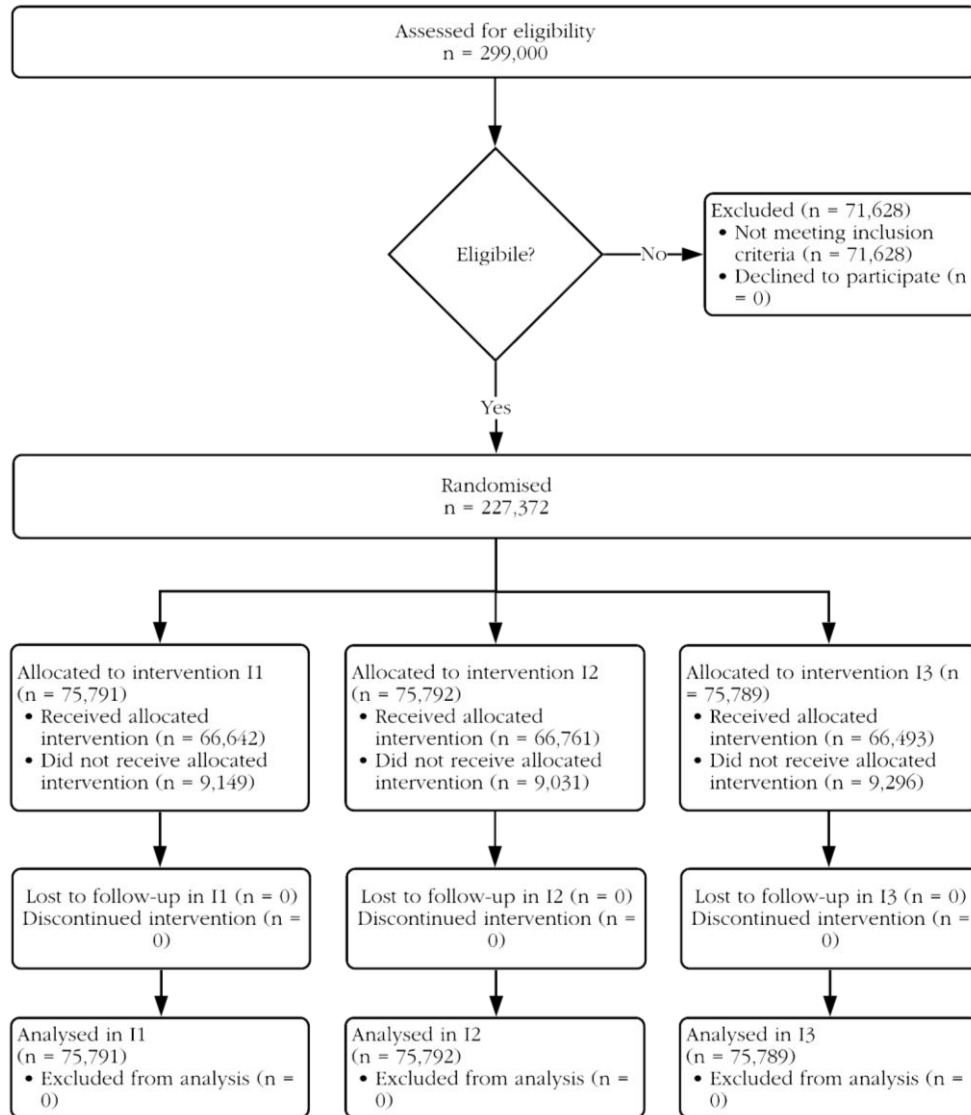 Assessed for eligibility
n = 299,000
Eligibile?
No
Excluded (n = 71,628)
• Not meeting inclusion
criteria (n = 71,628)
• Declined to participate (n
= 0)
Yes
Randomised
n = 227,372
Allocated to intervention I1
(n = 75,791)
• Received allocated
intervention (n = 66,642)
• Did not receive allocated
intervention (n = 9,149)
Allocated to intervention I2
(n = 75,792)
• Received allocated
intervention (n = 66,761)
• Did not receive allocated
intervention (n = 9,031)
Allocated to intervention I3 (n
= 75,789)
• Received allocated
intervention (n = 66,493)
• Did not receive allocated
intervention (n = 9,296)
Lost to follow-up in I1 (n = 0)
Discontinued intervention (n =
0)
Lost to follow-up in I2 (n = 0)
Discontinued intervention (n =
0)
Lost to follow-up in I3 (n = 0)
Discontinued intervention (n =
0)
Analysed in I1
(n = 75,791)
• Excluded from analysis (n =
0)
Analysed in I2
(n = 75,792)
• Excluded from analysis (n =
0)
Analysed in I3
(n = 75,789)
• Excluded from analysis (n =
0)